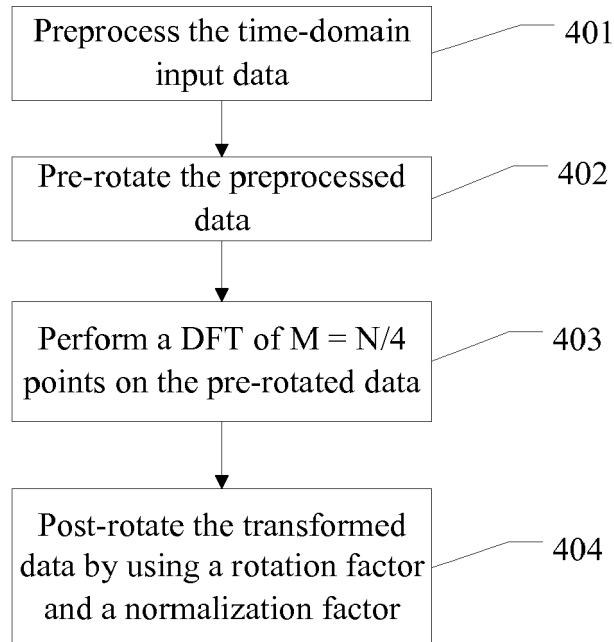 Preprocess the time-domain
input data
401
Pre-rotate the preprocessed
data
402
Perform a DFT of M = N/4
points on the pre-rotated data
403
Post-rotate the transformed
data by using a rotation factor
and a normalization factor
404